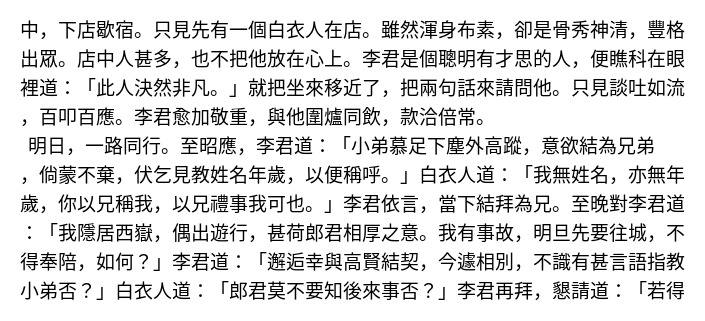 中，下店歇宿。只見先有一個白衣人在店。雖然渾身布素，卻是骨秀神清，豐格
出眾。店中人甚多，也不把他放在心上。李君是個聰明有才思的人，便瞧科在眼
裡道：「此人決然非凡。」就把坐來移近了，把兩句話來請問他。只見談吐如流
，百叩百應。李君愈加敬重，與他圍爐同飲，款洽倍常。
明日，一路同行。至昭應，李君道：「小弟慕足下塵外高蹤，意欲結為兄弟
，倘蒙不棄，伏乞見教姓名年歲，以便稱呼。」白衣人道：「我無姓名，亦無年
歲，你以兄稱我，以兄禮事我可也。」李君依言，當下結拜為兄。至晚對李君道
：「我隱居西嶽，偶出遊行，甚荷郎君相厚之意。我有事故，明旦先要往城，不
得奉陪，如何？」李君道：「邂逅幸與高賢結契，今遽相別，不識有甚言語指教
小弟否？」白衣人道：「郎君莫不要知後來事否？」李君再拜，懇請道：「若得